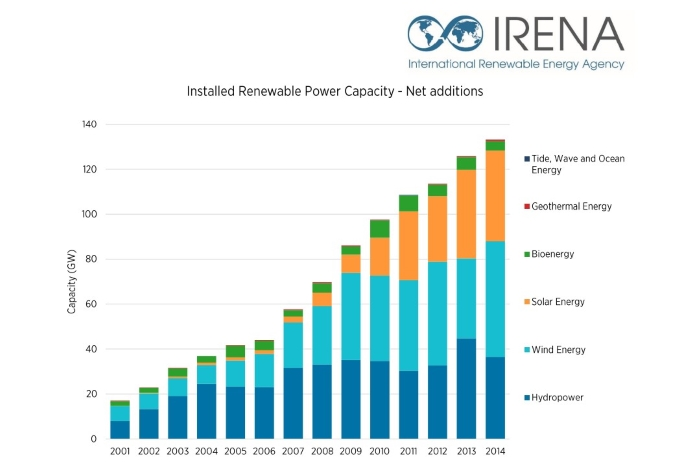 IRENA
International Renewable Energy Agency
Installed Renewable Power Capacity - Net additions
Capacity (GW)
140
120
100
80
60
40
20
0
2001 2002 2003 2004 2005 2006 2007 2008 2009 2010 2011 2012 2013 2014
Tide, Wave and Ocean
Energy
Geothermal Energy
Bioenergy
Solar Energy
Wind Energy
Hydropower